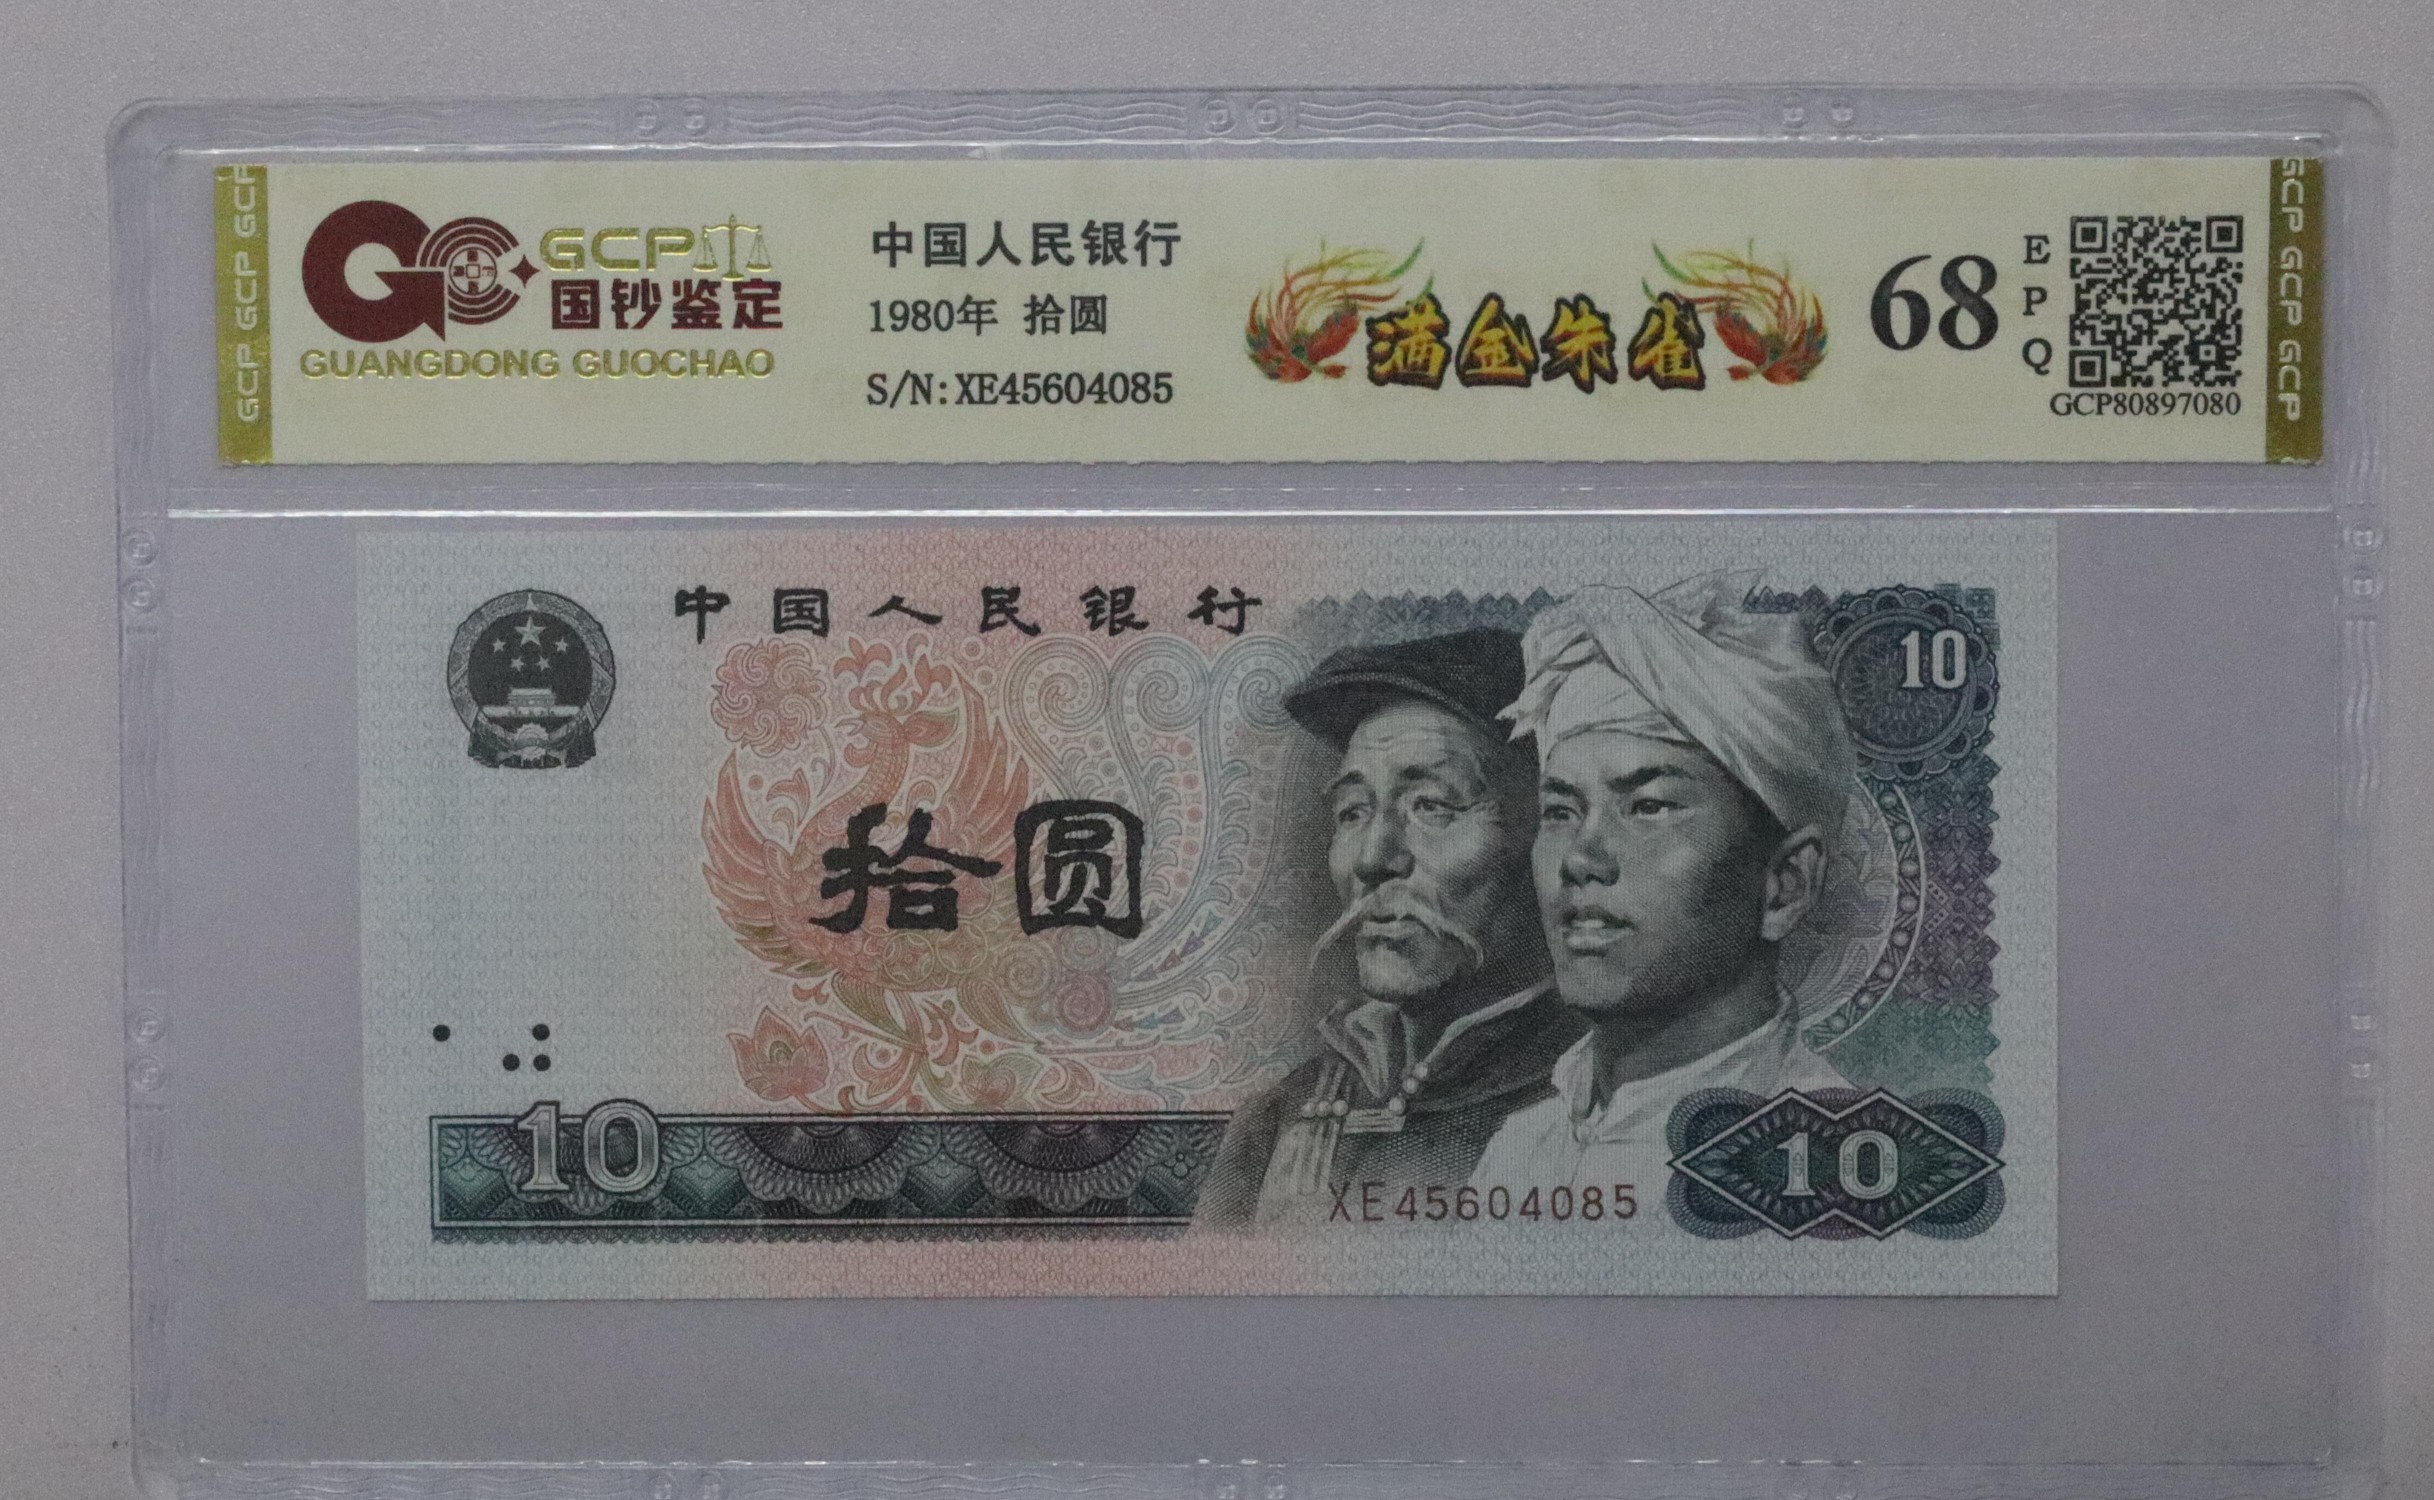 GCP GCP GCP
GCP
国钞鉴定
GUANGDONG GUOCHAO
中国人民银行
1980年 拾圆
S/N:XE45604085
满金朱雀
68
EPQ
GCP80897080
GCP GCP GCP
中国人民银行
10
拾圆
10
XE45604085
10